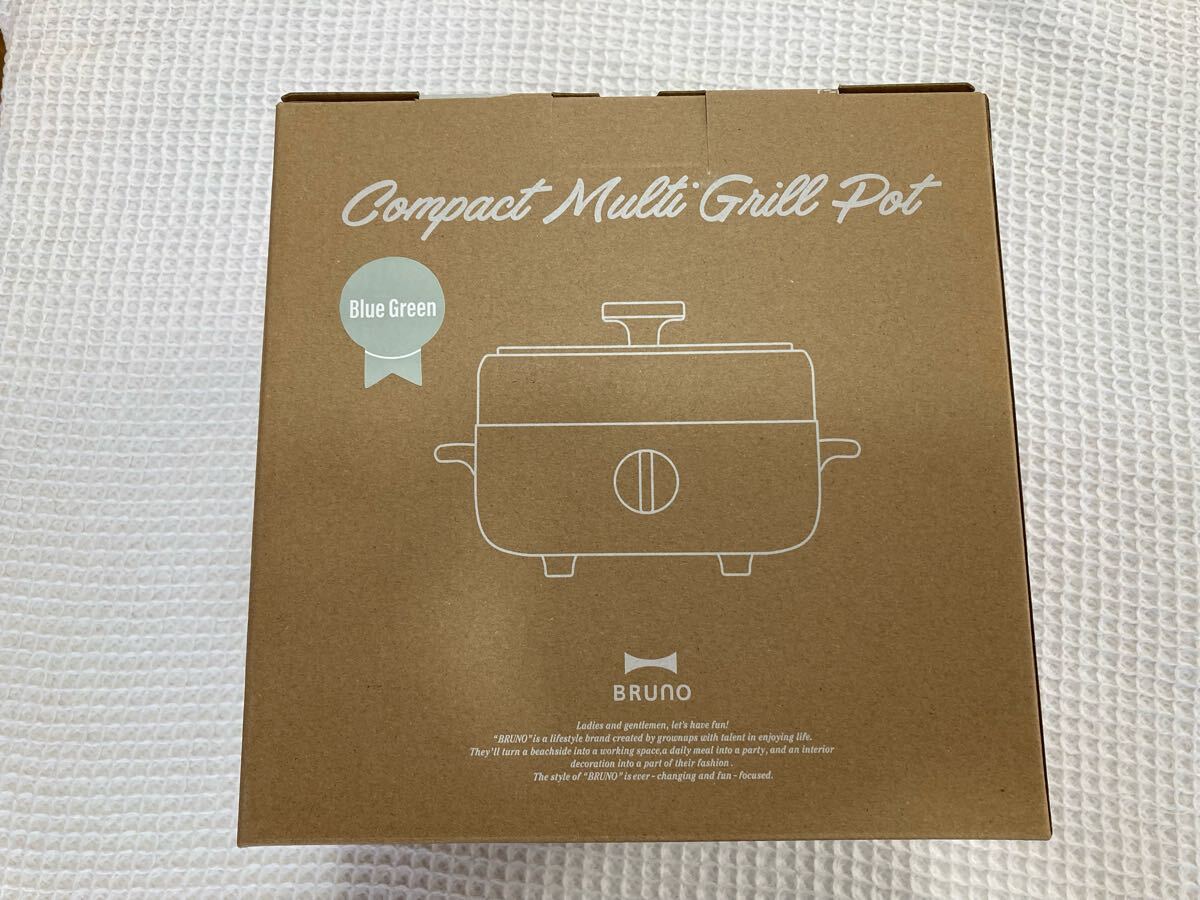 Compact Multi Grill Pot
Blue Green
BRUNO
Ladies and gentlemen, let's have fun!
“BRUNO” is a lifestyle brand created by grownaps with talent in enjoying life.
They'll turn a beachside into a working space,a daily meal into a party, and an interior
decoration into a part of their fashion .
The style of “BRUNO” is ever - changing and fun - focused.